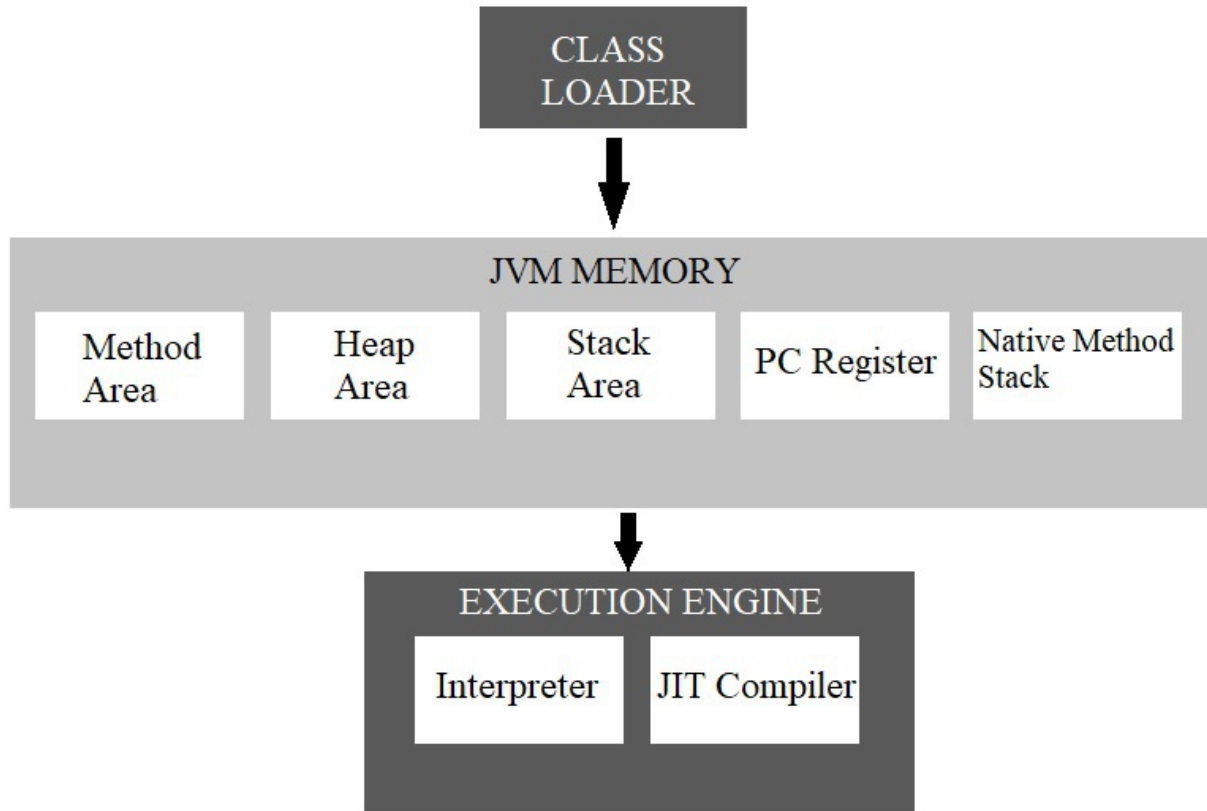 CLASS
LOADER
JVM MEMORY
Method
Area
Heap
Area
Stack
Area
PC Register
Native Method
Stack
EXECUTION ENGINE
Interpreter
JIT Compiler